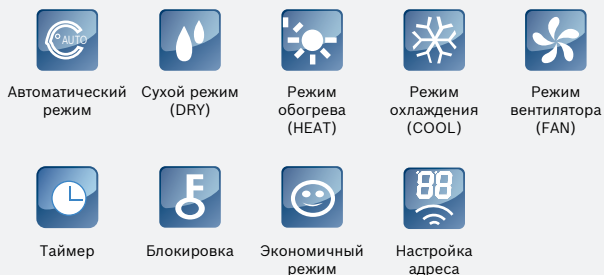 AUTO
Автоматический режим
Сухой режим (DRY)
Режим обогрева (HEAT)
Режим охлаждения (COOL)
Режим вентилятора (FAN)
88
Таймер
Блокировка
Экономичный режим
Настройка адреса